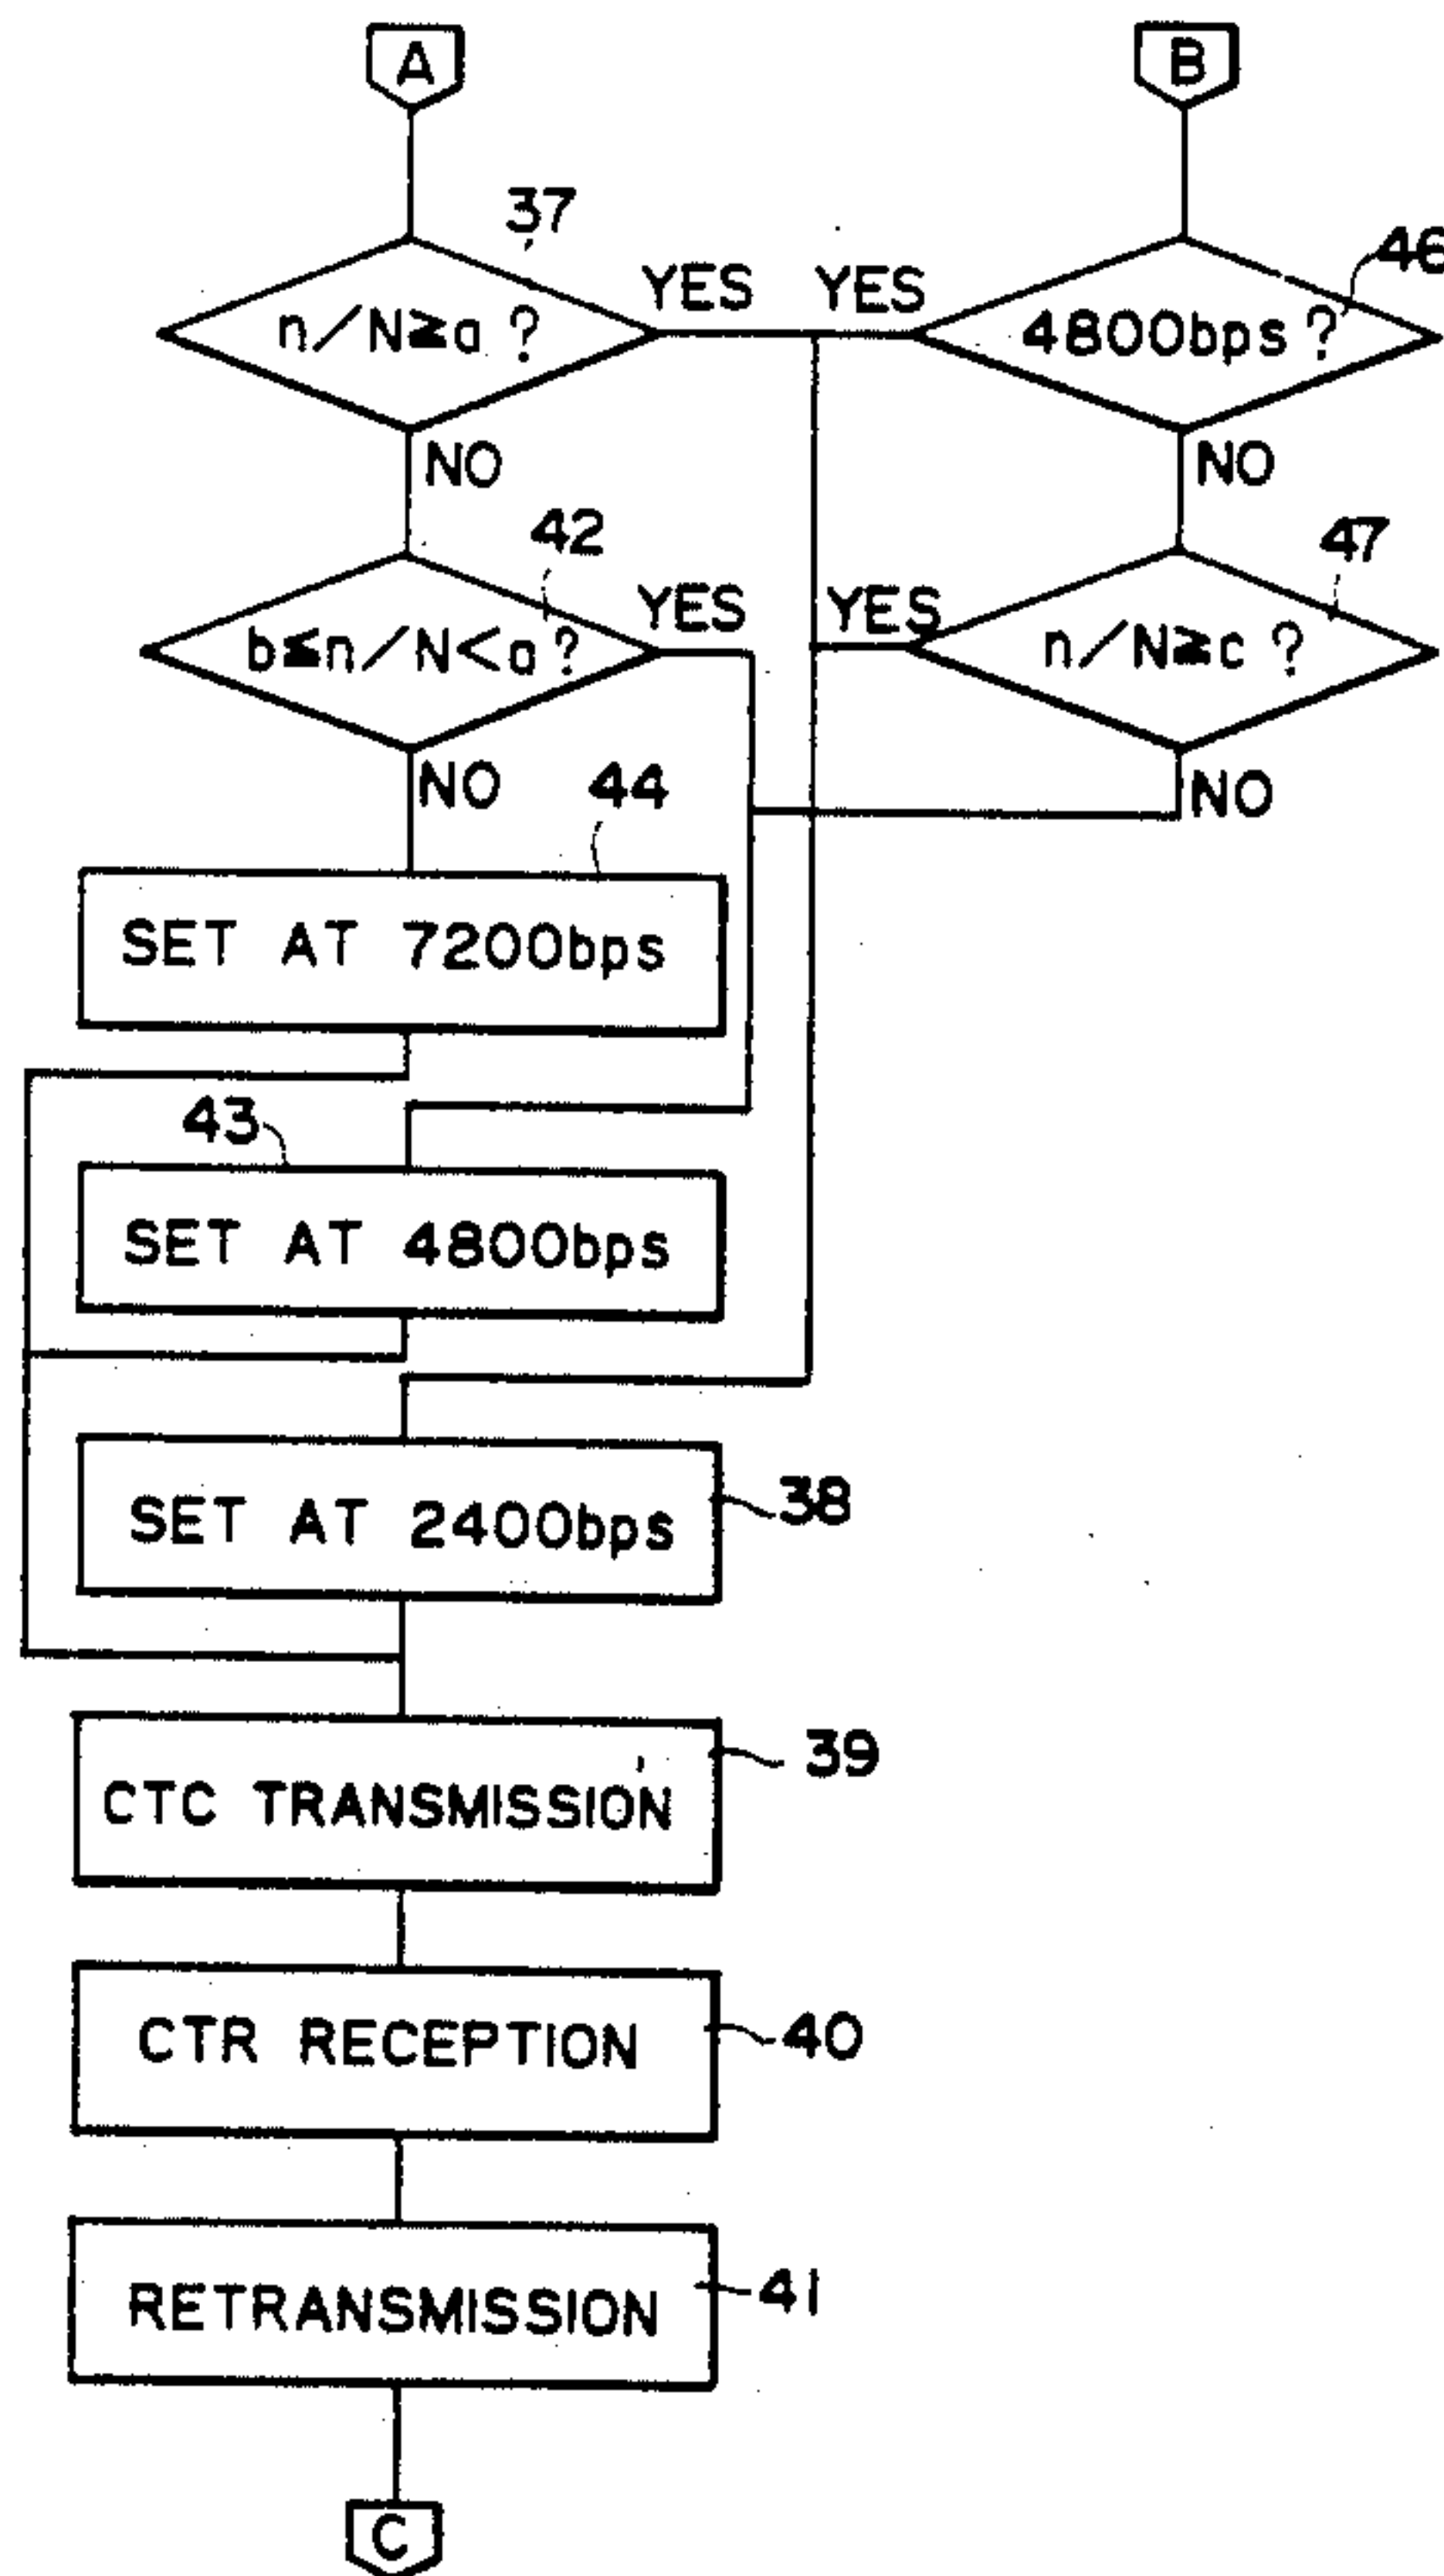 A
B
37
46
YES
YES
n/N≧a ?
4800bps ?
NO
NO
42
47
YES
YES
b≦n/N<a ?
n/N≧c ?
NO
NO
44
SET AT 7200bps
43
SET AT 4800bps
SET AT 2400bps
38
CTC TRANSMISSION
39
CTR RECEPTION
40
RETRANSMISSION
41
C